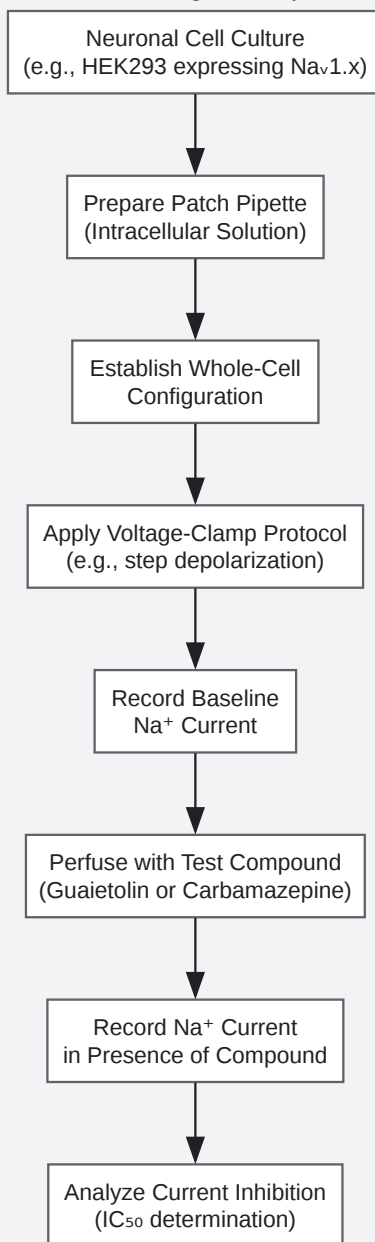 Neuronal Cell Culture
(e.g., HEK293 expressing Naᵥ1.x)
Prepare Patch Pipette
(Intracellular Solution)
Establish Whole-Cell
Configuration
Apply Voltage-Clamp Protocol
(e.g., step depolarization)
Record Baseline
Na⁺ Current
Perfuse with Test Compound
(Guaietolin or Carbamazepine)
Record Na⁺ Current
in Presence of Compound
Analyze Current Inhibition
(IC₅₀ determination)